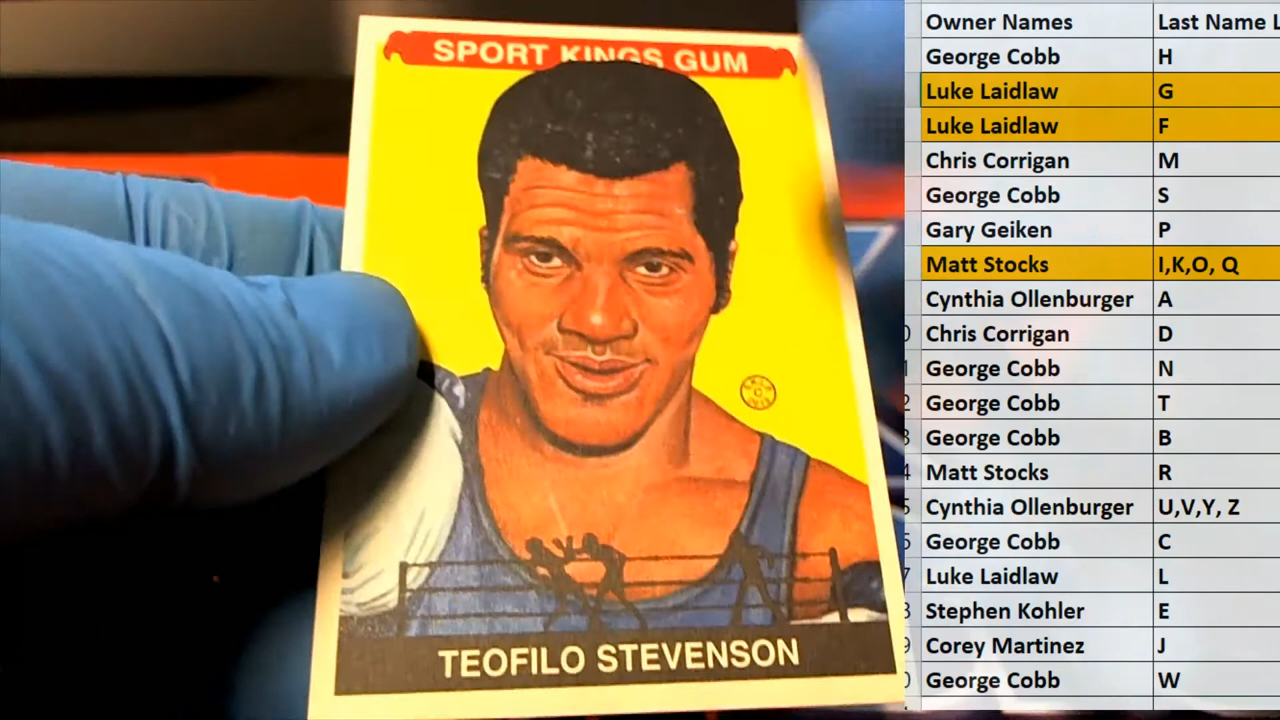 SPORT KINGS GUM
TEOFILO STEVENSON
Owner Names Last Name
George Cobb H
Luke Laidlaw G
Luke Laidlaw F
Chris Corrigan M
George Cobb S
Gary Geiken P
Matt Stocks I,K,O, Q
Cynthia Ollenburger A
Chris Corrigan D
George Cobb N
George Cobb T
George Cobb B
Matt Stocks R
Cynthia Ollenburger U,V,Y, Z
George Cobb C
Luke Laidlaw L
Stephen Kohler E
Corey Martinez J
George Cobb W